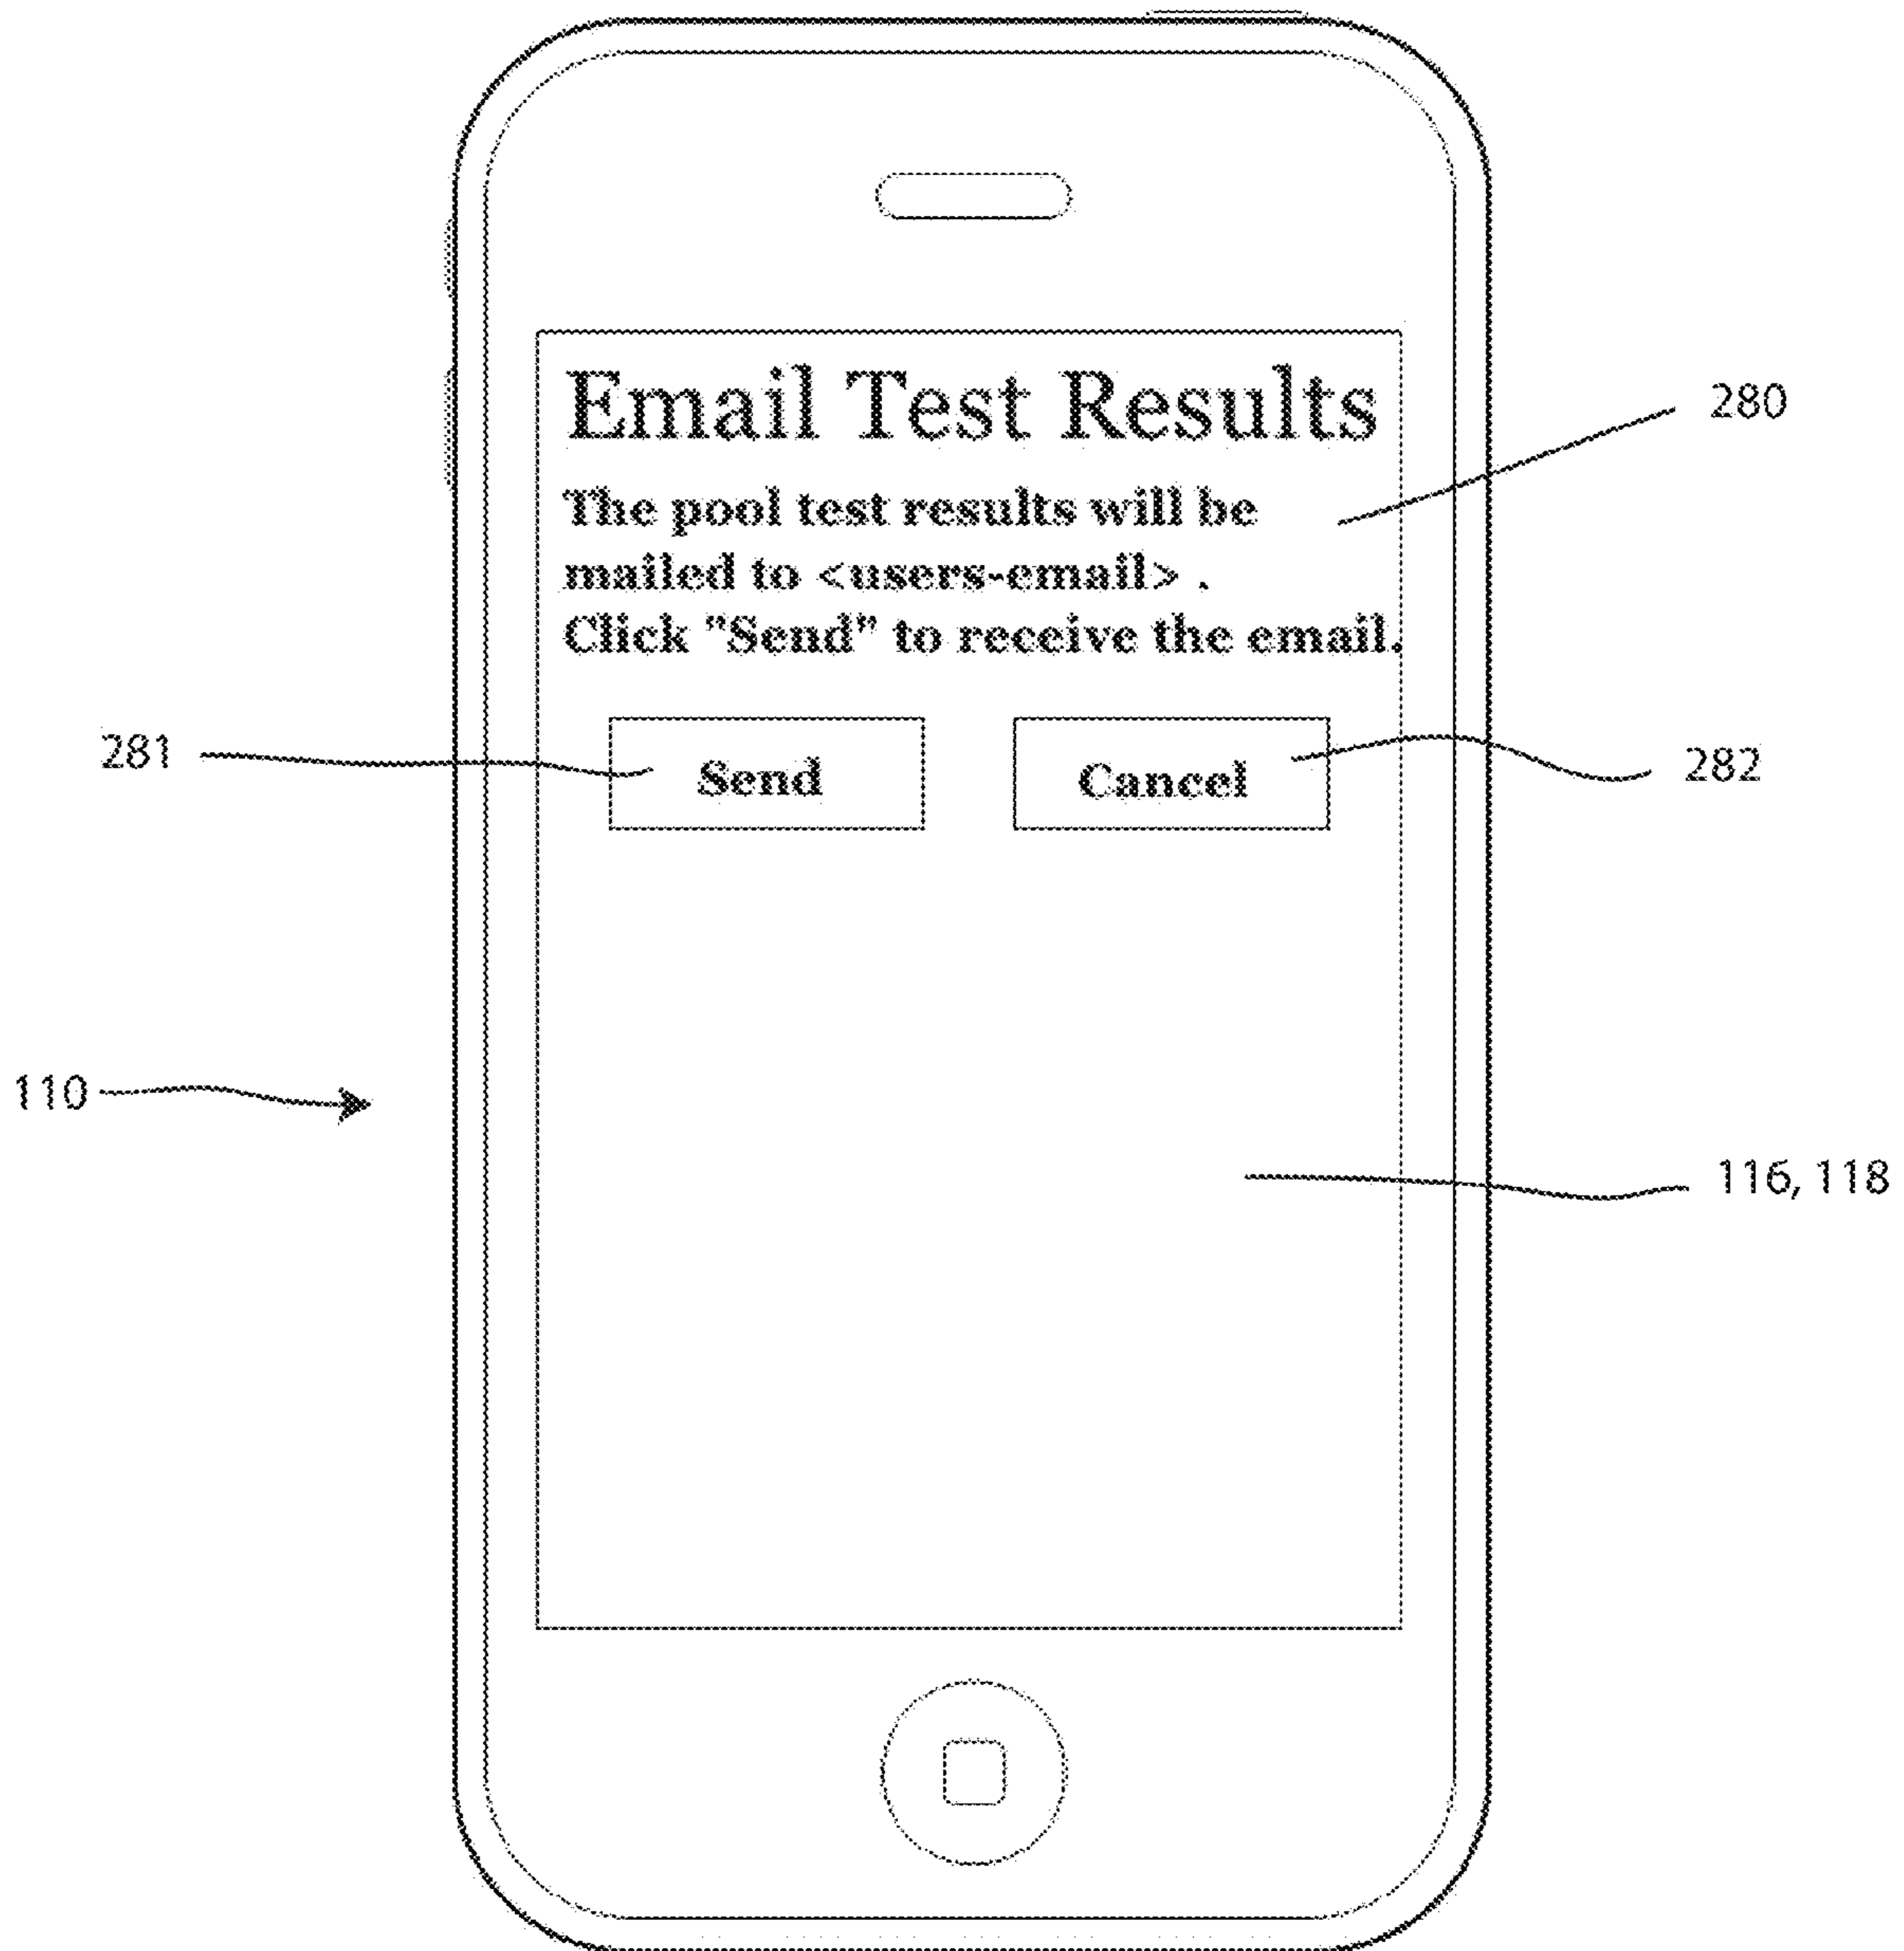 Email Test Results
280
The pool test results will be
mailed to <users-email> .
Click "Send" to receive the email.
281
Send
Cancel
282
110
116, 118